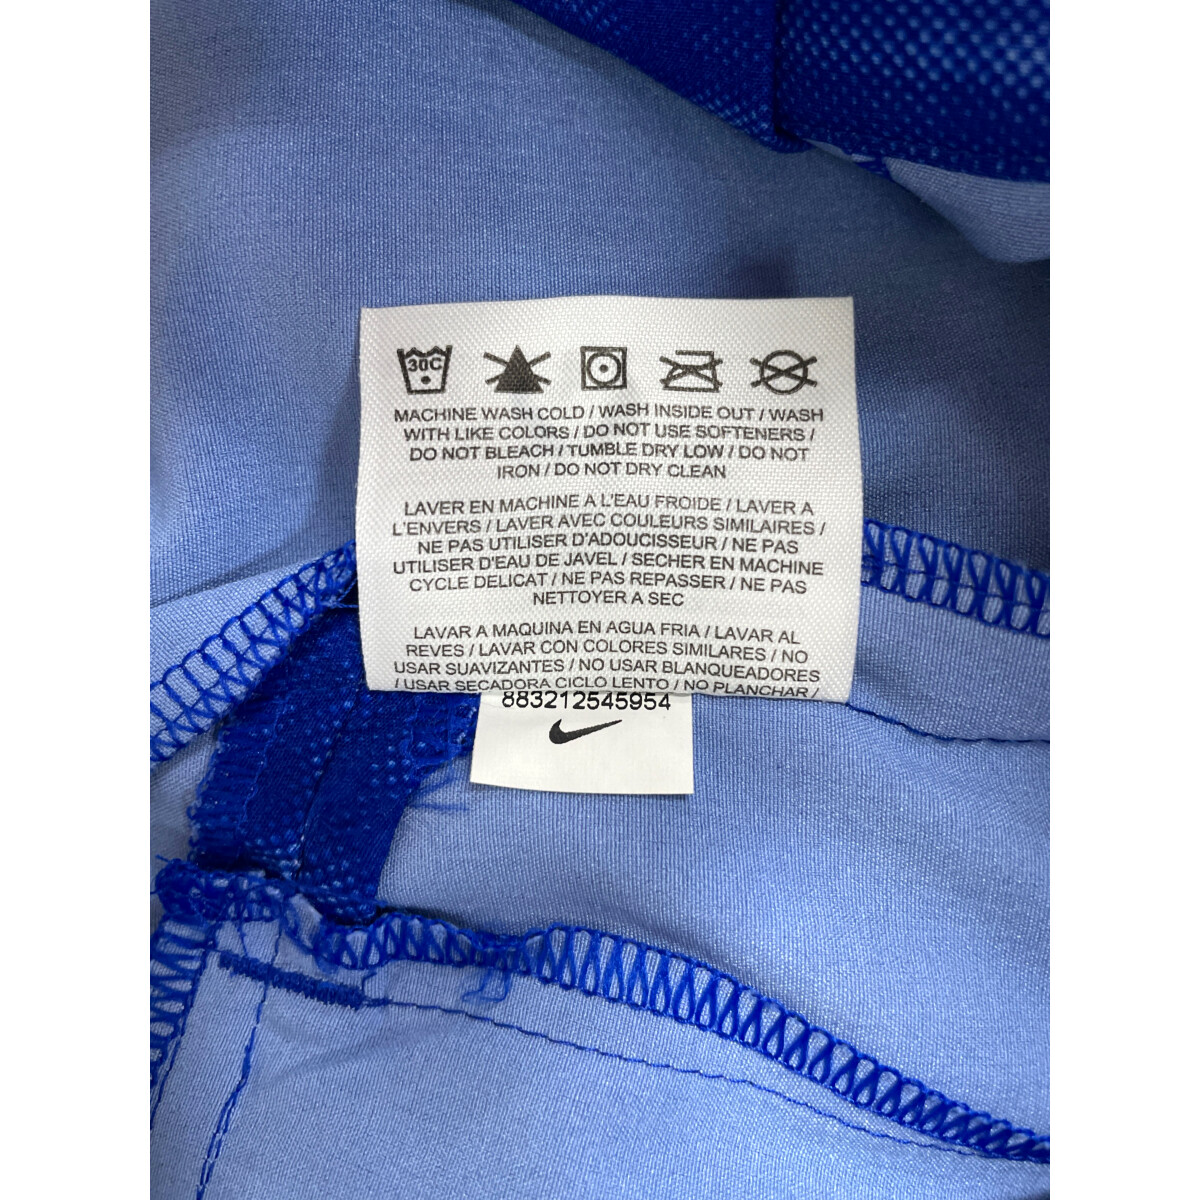 30C
MACHINE WASH COLD / WASH INSIDE OUT / WASH
WITH LIKE COLORS / DO NOT USE SOFTENERS /
DO NOT BLEACH / TUMBLE DRY LOW / DO NOT
IRON / DO NOT DRY CLEAN
LAVER EN MACHINE A L'EAU FROIDE / LAVER A
L'ENVERS / LAVER AVEC COULEURS SIMILAIRES /
NE PAS UTILISER D'ADOUCISSEUR / NE PAS
UTILISER D'EAU DE JAVEL / SECHER EN MACHINE
CYCLE DELICAT / NE PAS REPASSER / NE PAS
NETTOYER A SEC
LAVAR A MAQUINA EN AGUA FRIA / LAVAR AL
REVES / LAVAR CON COLORES SIMILARES / NO
USAR SUAVIZANTES / NO USAR BLANQUEADORES
/ USAR SECADORA CICLO LENTO / NO PLANCHAR /
883212545954